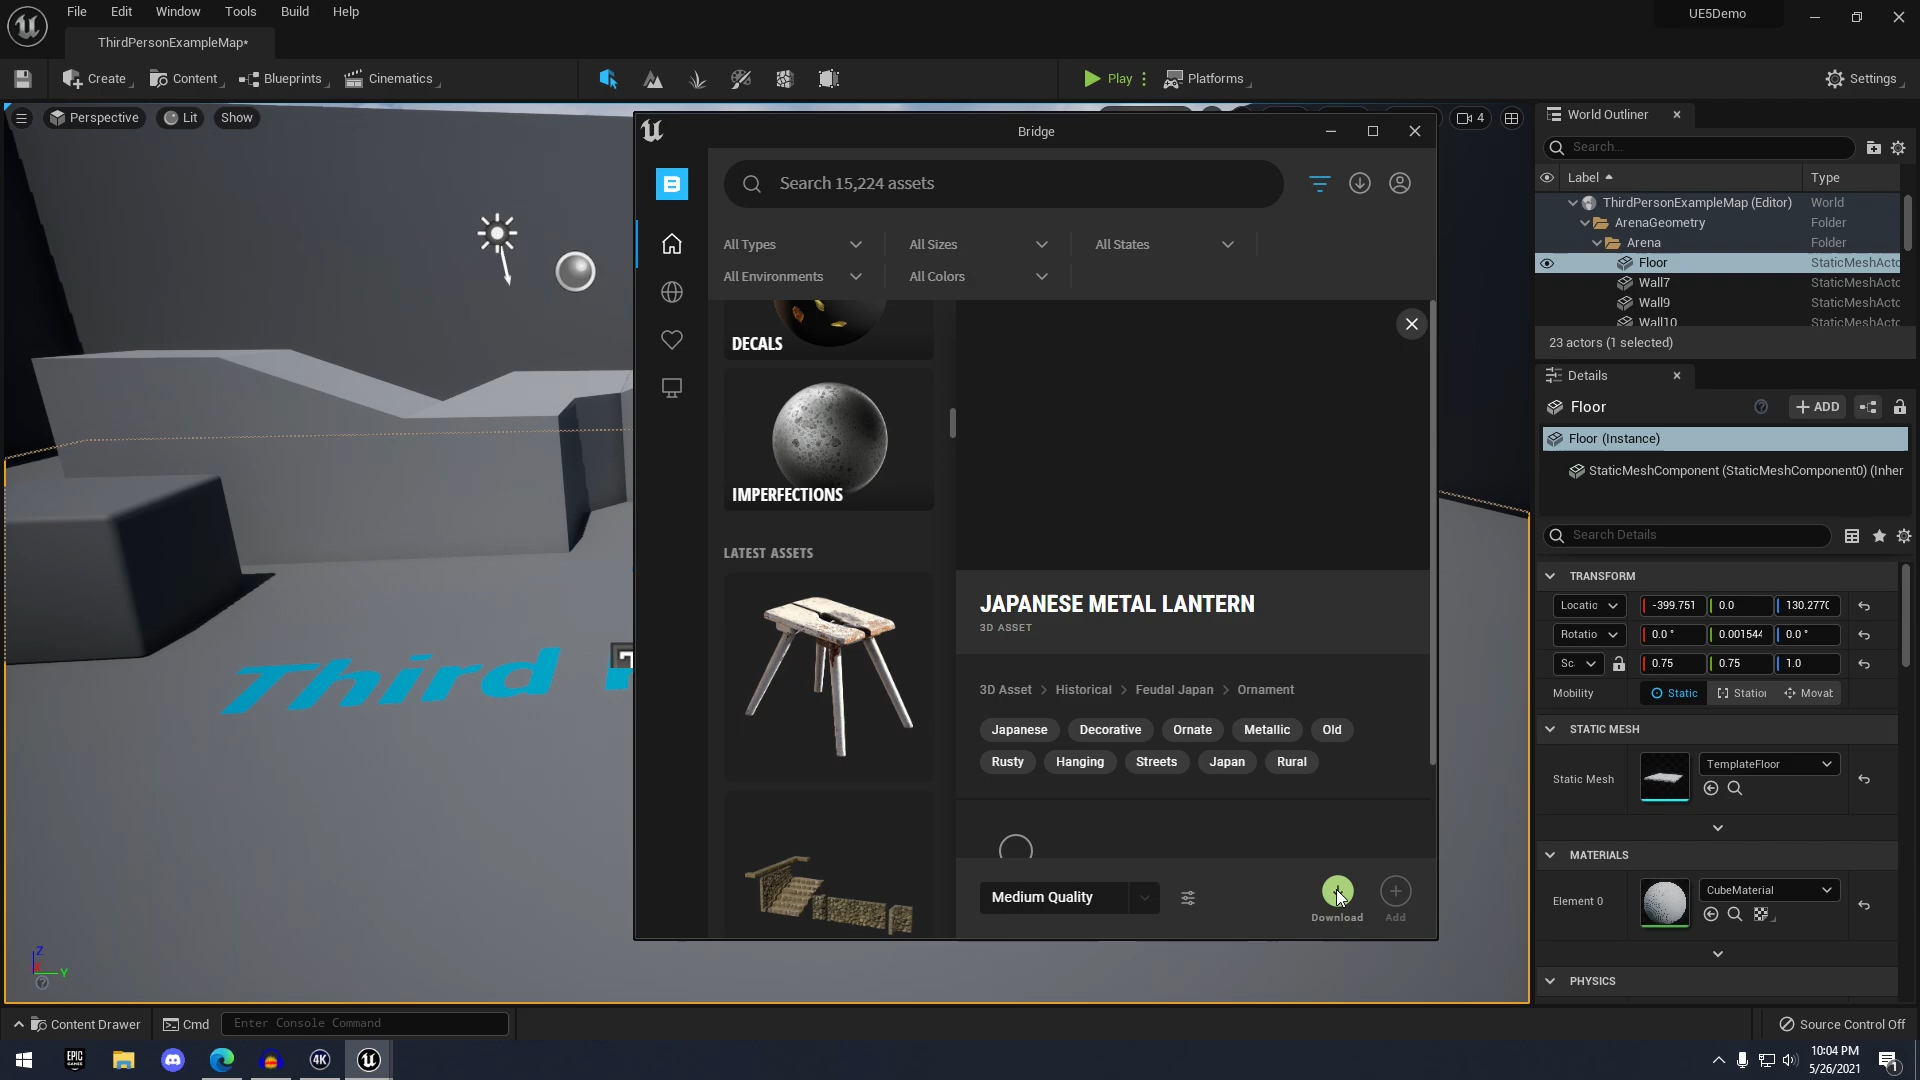 File Edit Window Tools Build Help
UE5Demo
ThirdPersonExampleMap*
Create Content Blueprints Cinematics Play Platforms Settings
Perspective Lit Show
4
Third
Bridge
Search 15,224 assets
All Types All Sizes All States
All Environments All Colors
DECALS
IMPERFECTIONS
LATEST ASSETS
JAPANESE METAL LANTERN
3D ASSET
3D Asset > Historical > Feudal Japan > Ornament
Japanese Decorative Ornate Metallic Old
Rusty Hanging Streets Japan Rural
Medium Quality
Download Add
World Outliner
Search...
Label Type
ThirdPersonExampleMap (Editor) World
ArenaGeometry Folder
Arena Folder
Floor StaticMeshActo
Wall7 StaticMeshActo
Wall9 StaticMeshActo
Wall10 StaticMeshActo
23 actors (1 selected)
Details
Floor
ADD
Floor (Instance)
StaticMeshComponent (StaticMeshComponent0) (Inher
Search Details
TRANSFORM
Locatic -399.751 0.0 130.277(
Rotatio 0.0 ° 0.001544 0.0 °
Sc 0.75 0.75 1.0
Mobility Static Statior Movab
STATIC MESH
Static Mesh TemplateFloor
MATERIALS
Element 0 CubeMaterial
PHYSICS
Z
Y
Content Drawer Cmd Enter Console Command Source Control Off
EPIC GAMES 4K 10:04 PM
5/26/2021
1